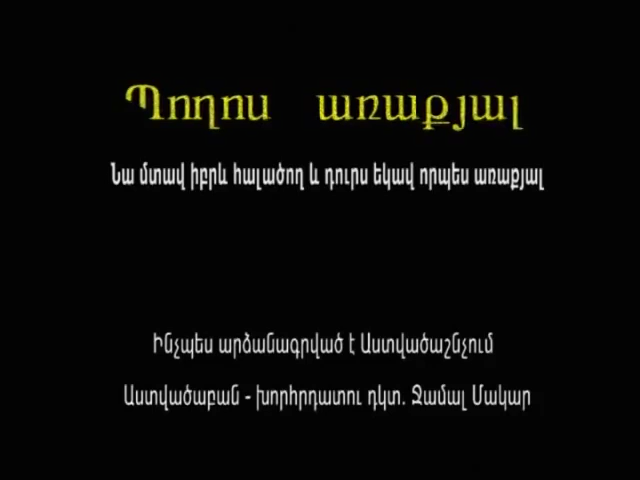 Պողոս առաքյալ
Նա մտավ իբրև հալածող և դուրս եկավ որպես առաքյալ
Ինչպես արձանագրված է Աստվածաշնչում
Աստվածաբան - խորհրդատու դկտ. Ջամալ Մակար